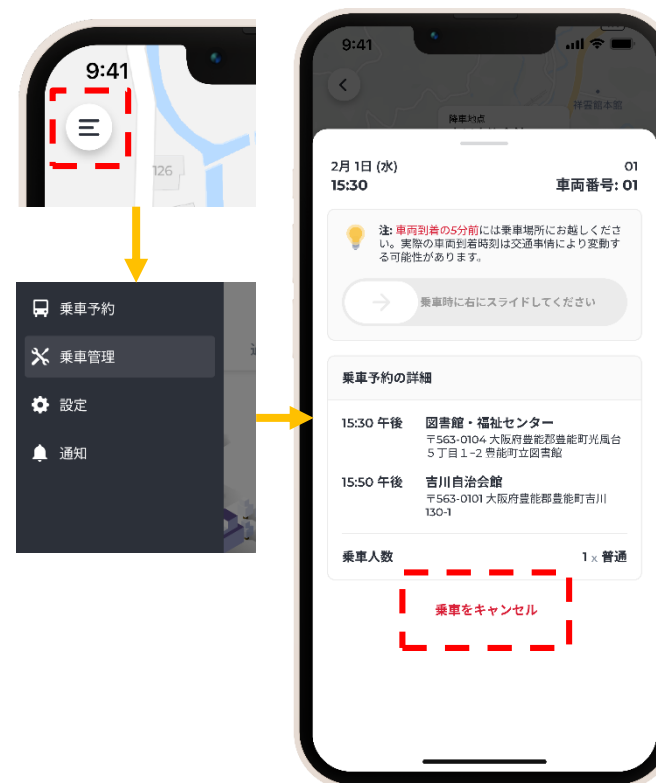 9:41
126
乗車予約
乗車管理
設定
通知
9:41
祥雲館本館
降車地点
2月 1日 (水)
01
15:30
車両番号: 01
注: 車両到着の5分前には乗車場所にお越しくださ
い。実際の車両到着時刻は交通事情により変動す
る可能性があります。
乗車時に右にスライドしてください
乗車予約の詳細
15:30 午後
図書館・福祉センター
〒563-0104 大阪府豊能郡豊能町光風台
５丁目１−２ 豊能町立図書館
15:50 午後
吉川自治会館
〒563-0101 大阪府豊能郡豊能町吉川
130-1
乗車人数
1 x 普通
乗車をキャンセル